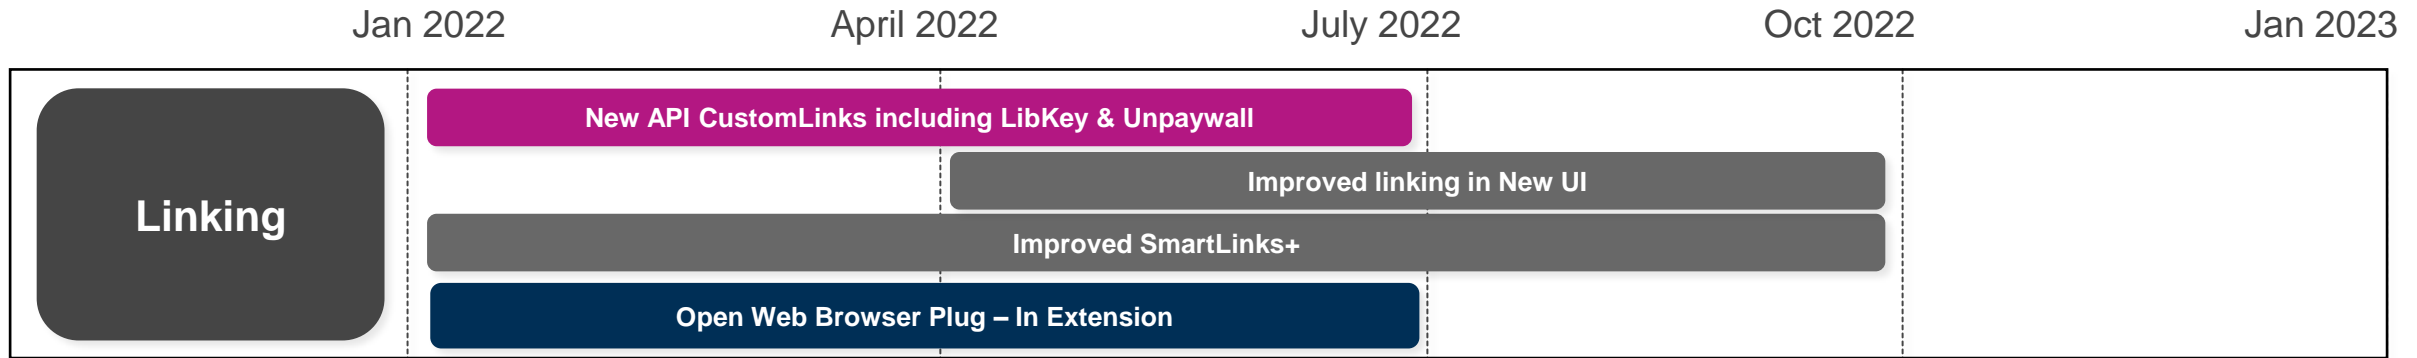 Jan 2022
April 2022
July 2022
Oct 2022
Jan 2023
Linking
New API CustomLinks including LibKey & Unpaywall
Improved linking in New UI
Improved SmartLinks+
Open Web Browser Plug – In Extension